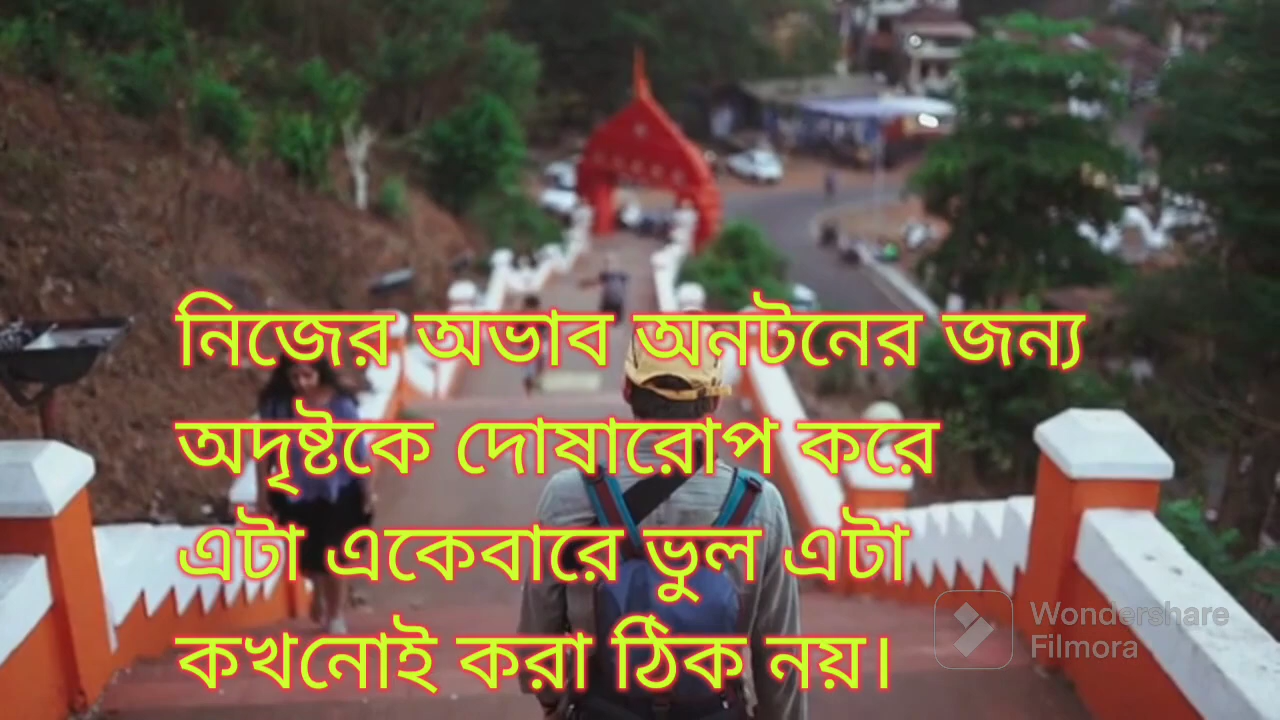 নিজের অভাব অনটনের জন্য
অদৃষ্টকে দোষারোপ করে
এটা একেবারে ভুল এটা
কখনোই করা ঠিক নয়।
Wondershare
Filmora